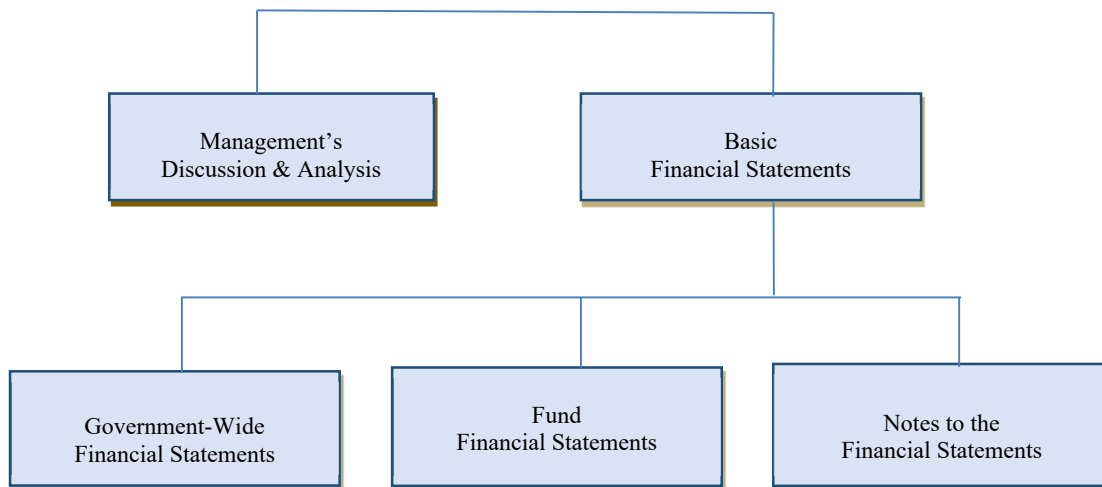 Management’s
Discussion & Analysis
Basic
Financial Statements
Government-Wide
Financial Statements
Fund
Financial Statements
Notes to the
Financial Statements